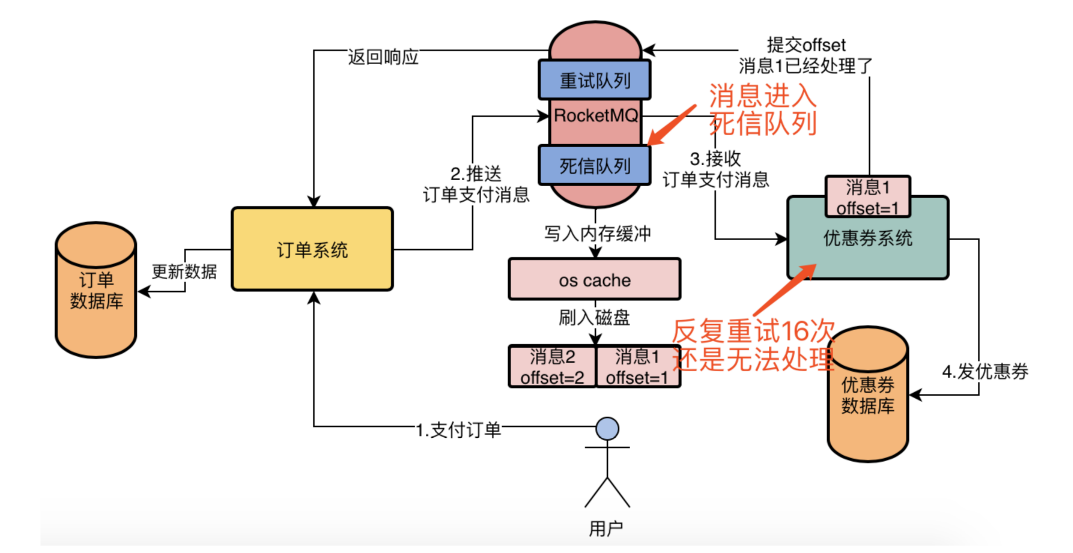 返回响应
提交offset
消息1已经处理了
重试队列
消息进入
死信队列
RocketMQ
2.推送
订单支付消息
死信队列
3.接收
订单支付消息
消息1
offset=1
优惠券系统
订单系统
写入内存缓冲
更新数据
订单
数据库
os cache
刷入磁盘
反复重试16次
还是无法处理
消息2
offset=2
消息1
offset=1
4.发优惠券
优惠券
数据库
1.支付订单
用户